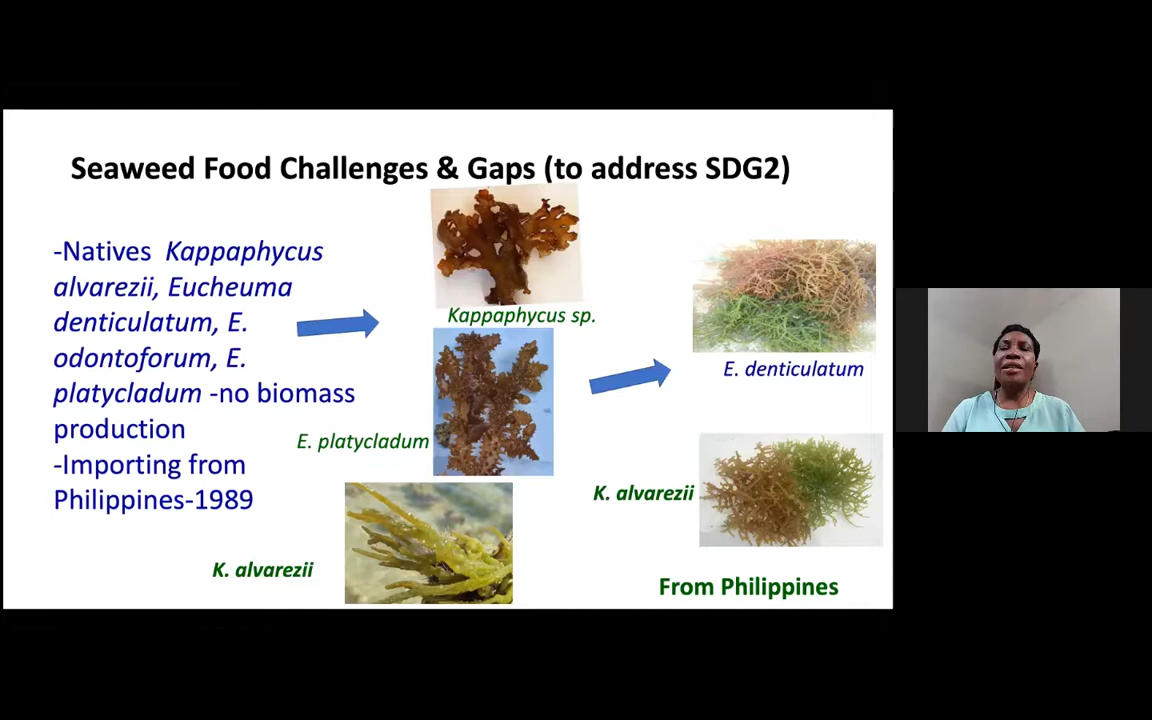 Seaweed Food Challenges & Gaps (to address SDG2)
-Natives Kappaphycus
alvarezii, Eucheuma
denticulatum, E.
odontoforum, E.
platycladum -no biomass
production
-Importing from
Philippines-1989
Kappaphycus sp.
E. platycladum
K. alvarezii
E. denticulatum
K. alvarezii
From Philippines